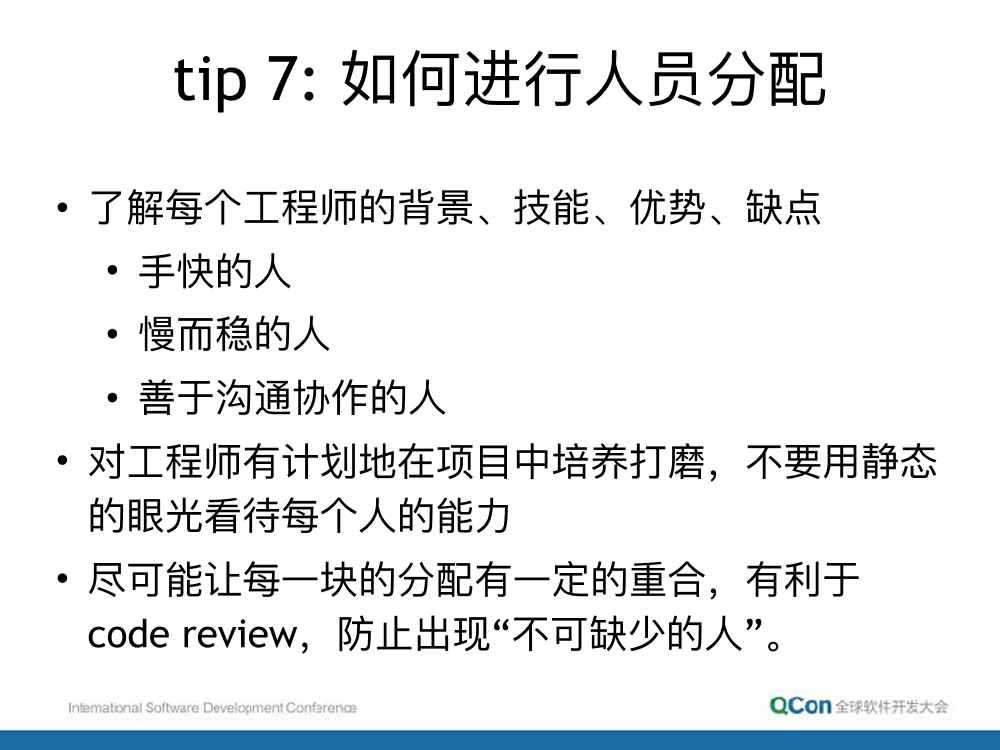 tip 7: 如何进行人员分配
• 了解每个工程师的背景、技能、优势、缺点
• 手快的人
• 慢而稳的人
• 善于沟通协作的人
• 对工程师有计划地在项目中培养打磨，不要用静态
的眼光看待每个人的能力
• 尽可能让每一块的分配有一定的重合，有利于
code review，防止出现“不可缺少的人”。
International Software Development Conference
QCon 全球软件开发大会